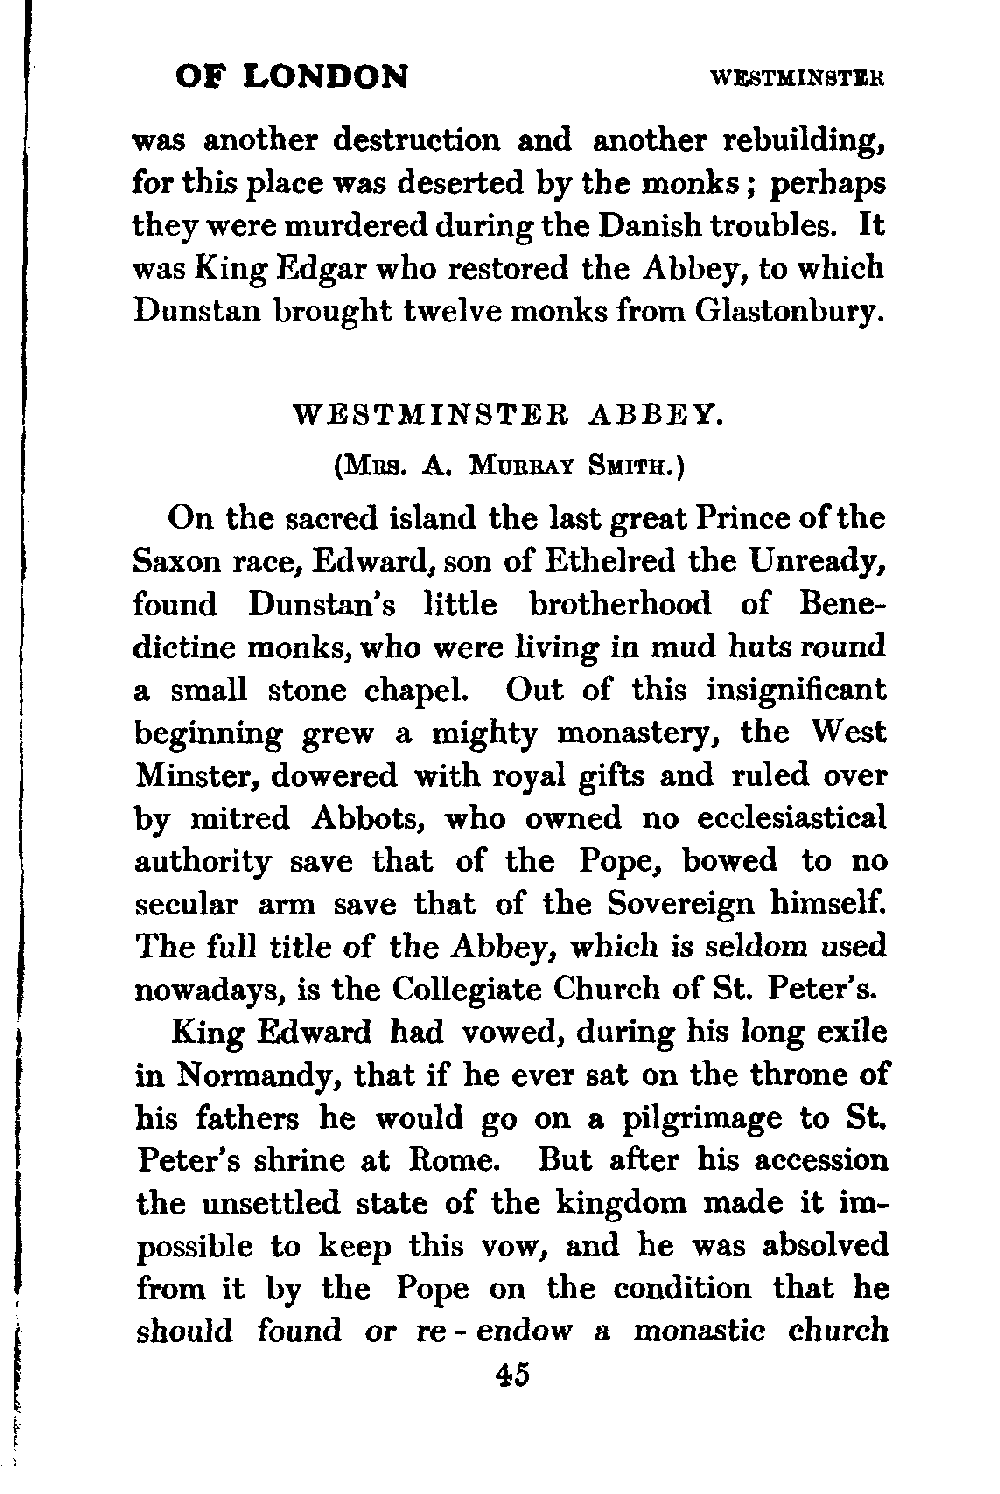 OF LONDON WESTMINSTER
was another destruction and another rebuilding,
for this place was deserted by the monks ; perhaps
they were murdered during the Danish troubles. It
was King Edgar who restored the Abbey, to which
Dunstan brought twelve monks from Glastonbury.
WESTMINSTER ABBEY.
(MRS. A. MURRAY SMITH.)
On the sacred island the last great Prince of the
Saxon race, Edward, son of Ethelred the Unready,
found Dunstan's little brotherhood of Bene-
dictine monks, who were living in mud huts round
a small stone chapel. Out of this insignificant
beginning grew a mighty monastery, the West
Minster, dowered with royal gifts and ruled over
by mitred Abbots, who owned no ecclesiastical
authority save that of the Pope, bowed to no
secular arm save that of the Sovereign himself.
The full title of the Abbey, which is seldom used
nowadays, is the Collegiate Church of St. Peter's.
King Edward had vowed, during his long exile
in Normandy, that if he ever sat on the throne of
his fathers he would go on a pilgrimage to St.
Peter's shrine at Rome. But after his accession
the unsettled state of the kingdom made it im-
possible to keep this vow, and he was absolved
from it by the Pope on the condition that he
should found or re - endow a monastic church
45